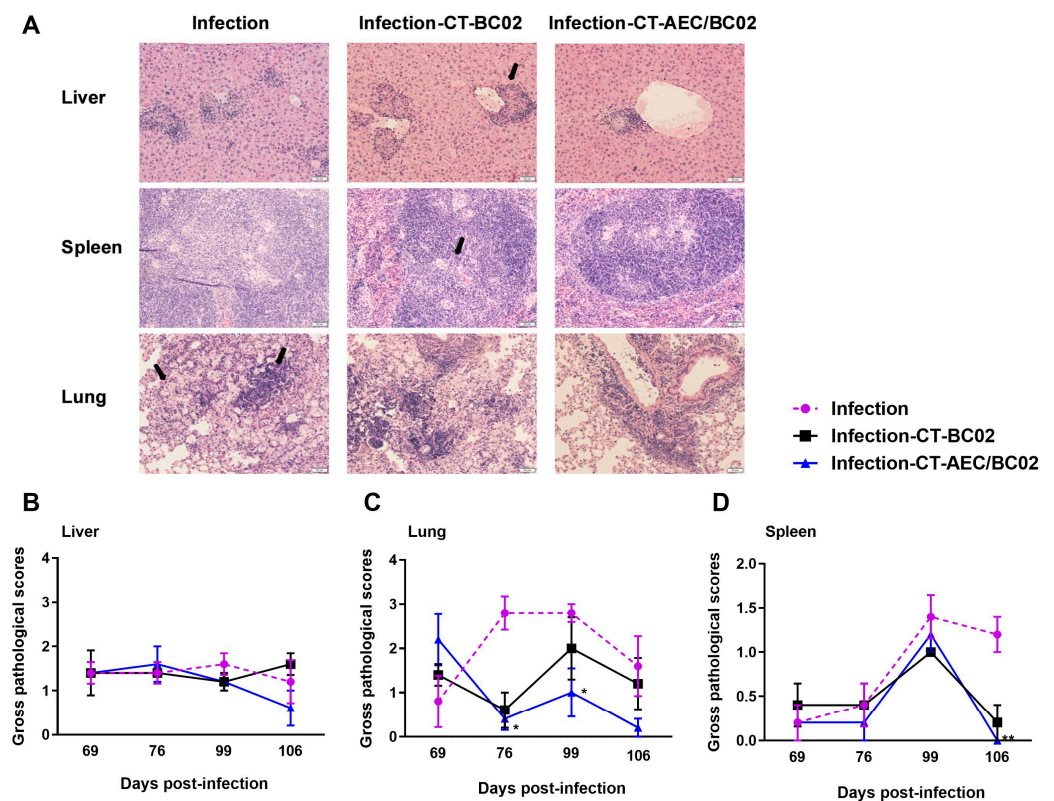 A
Infection
Infection-CT-BC02
Infection-CT-AEC/BC02
Liver
Spleen
Lung
Infection
Infection-CT-BC02
Infection-CT-AEC/BC02
B
Liver
Gross pathological scores
4
3
2
1
0
69 76 99 106
Days post-infection
C
Lung
Gross pathological scores
4
3
2
1
0
*
*
69 76 99 106
Days post-infection
D
Spleen
Gross pathological scores
2.0
1.5
1.0
0.5
0.0
**
69 76 99 106
Days post-infection